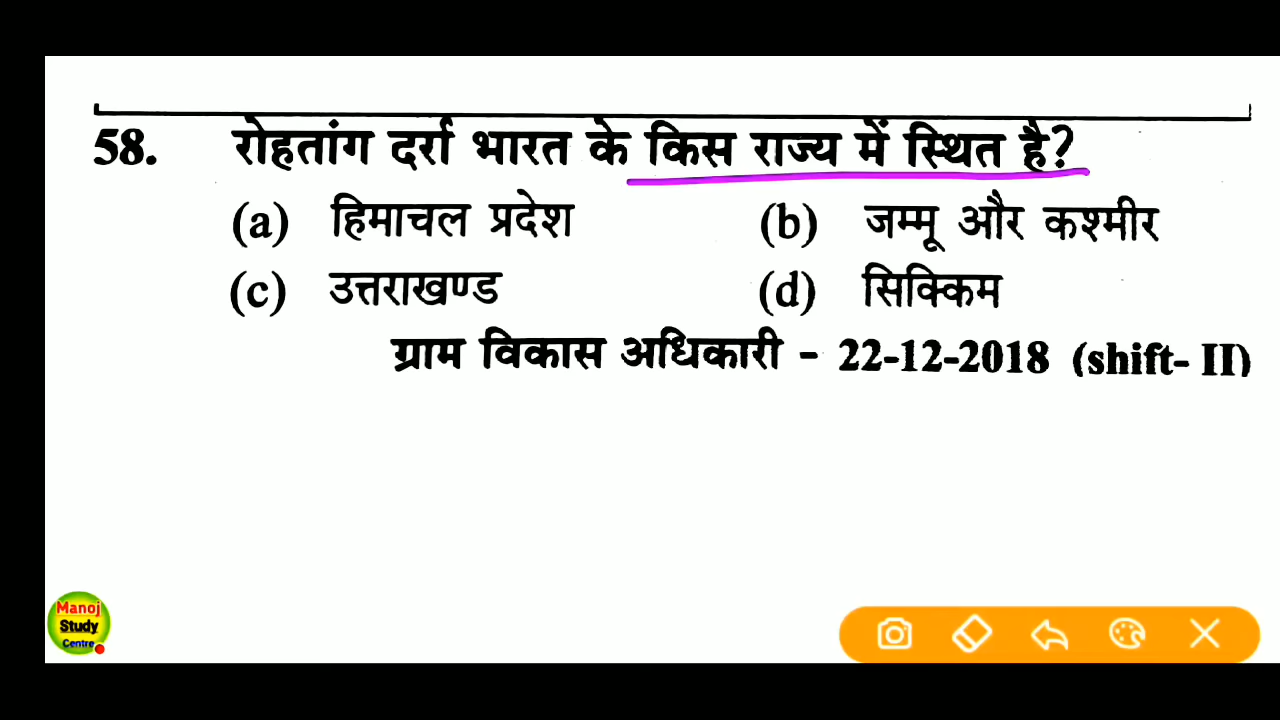 58. रोहतांग दर्रा भारत के किस राज्य में स्थित है?
(a) हिमाचल प्रदेश (b) जम्मू और कश्मीर
(c) उत्तराखण्ड (d) सिक्किम
ग्राम विकास अधिकारी - 22-12-2018 (shift- II)
Manoj
Study
Centre